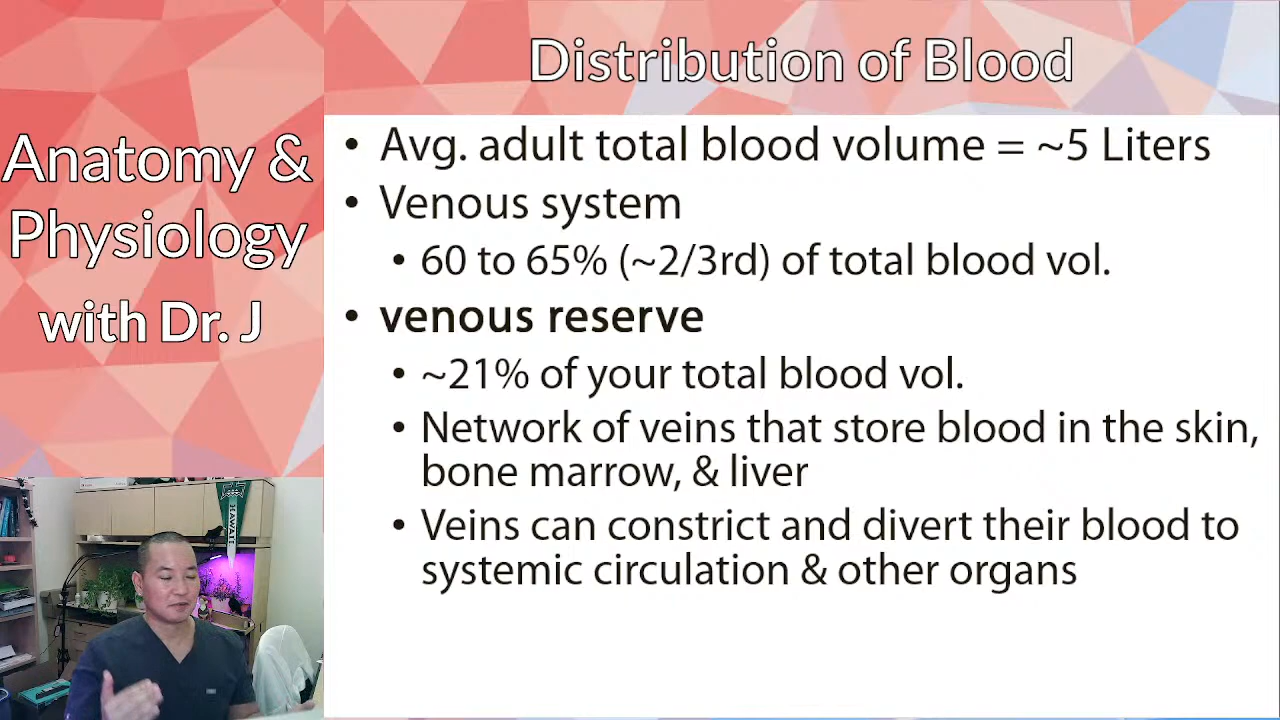 Distribution of Blood
Anatomy &
Physiology
with Dr. J
• Avg. adult total blood volume = ~5 Liters
• Venous system
• 60 to 65% (~2/3rd) of total blood vol.
• venous reserve
• ~21% of your total blood vol.
• Network of veins that store blood in the skin,
bone marrow, & liver
• Veins can constrict and divert their blood to
systemic circulation & other organs
HAWAII